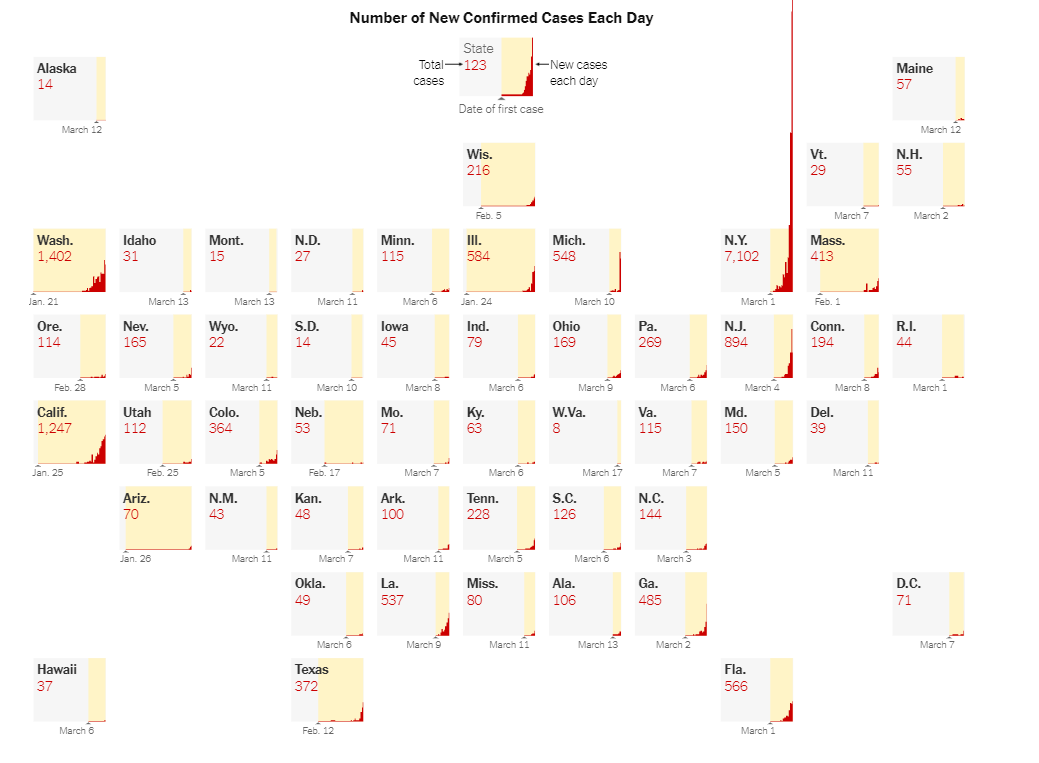 Number of New Confirmed Cases Each Day
State
Total cases
123
New cases each day
Date of first case
Alaska
14
March 12
Maine
57
March 12
Wis.
216
Feb. 5
Vt.
29
March 7
N.H.
55
March 2
Wash.
1,402
Jan. 21
Idaho
31
March 13
Mont.
15
March 13
N.D.
27
March 11
Minn.
115
March 6
Ill.
584
Jan. 24
Mich.
548
March 10
N.Y.
7,102
March 1
Mass.
413
Feb. 1
Ore.
114
Feb. 28
Nev.
165
March 5
Wyo.
22
March 11
S.D.
14
March 10
Iowa
45
March 8
Ind.
79
March 6
Ohio
169
March 9
Pa.
269
March 6
N.J.
894
March 4
Conn.
194
March 8
R.I.
44
March 1
Calif.
1,247
Jan. 25
Utah
112
Feb. 25
Colo.
364
March 5
Neb.
53
Feb. 17
Mo.
71
March 7
Ky.
63
March 6
W.Va.
8
March 17
Va.
115
March 7
Md.
150
March 5
Del.
39
March 11
Ariz.
70
Jan. 26
N.M.
43
March 11
Kan.
48
March 7
Ark.
100
March 11
Tenn.
228
March 5
S.C.
126
March 6
N.C.
144
March 3
Okla.
49
March 6
La.
537
March 9
Miss.
80
March 11
Ala.
106
March 13
Ga.
485
March 2
D.C.
71
March 7
Hawaii
37
March 6
Texas
372
Feb. 12
Fla.
566
March 1